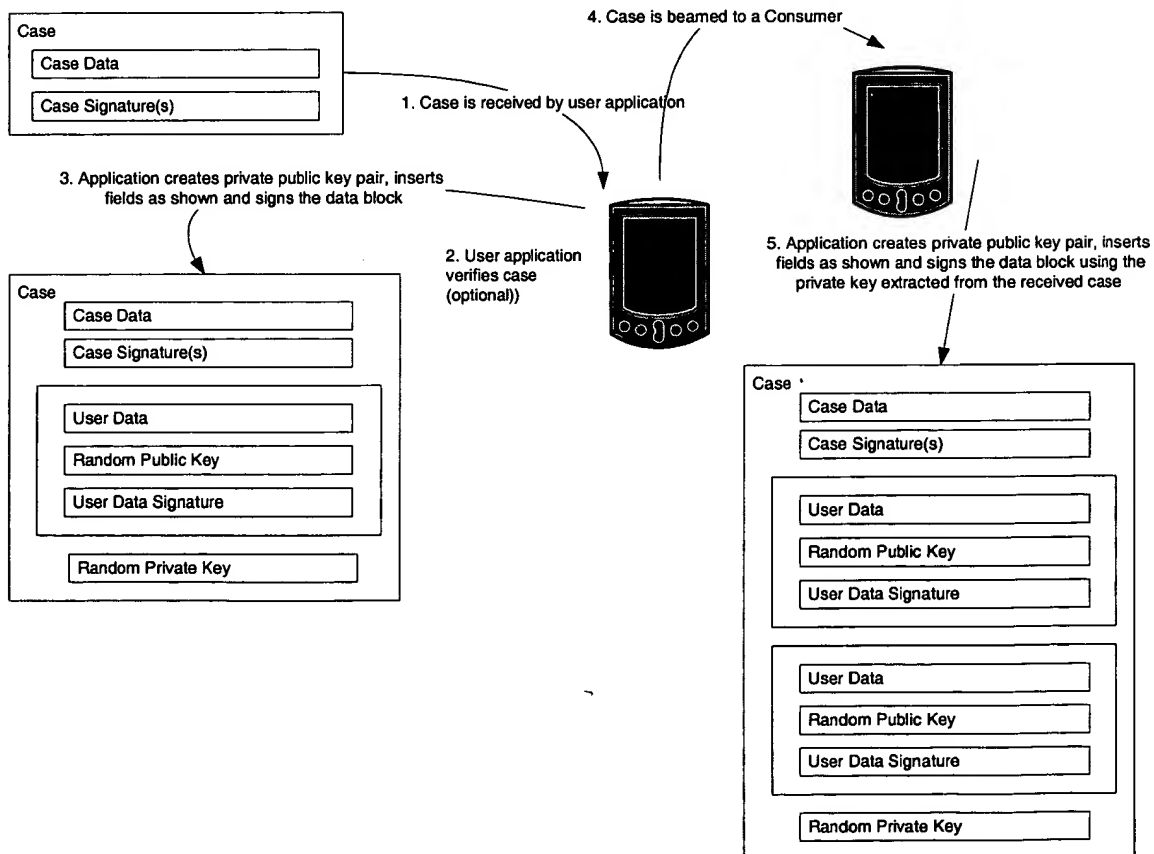 Case
Case Data
Case Signature(s)
4. Case is beamed to a Consumer
1. Case is received by user application
3. Application creates private public key pair, inserts
fields as shown and signs the data block
2. User application
verifies case
(optional))
5. Application creates private public key pair, inserts
fields as shown and signs the data block using the
private key extracted from the received case
Case
Case Data
Case Signature(s)
User Data
Random Public Key
User Data Signature
Random Private Key
Case
Case Data
Case Signature(s)
User Data
Random Public Key
User Data Signature
User Data
Random Public Key
User Data Signature
Random Private Key